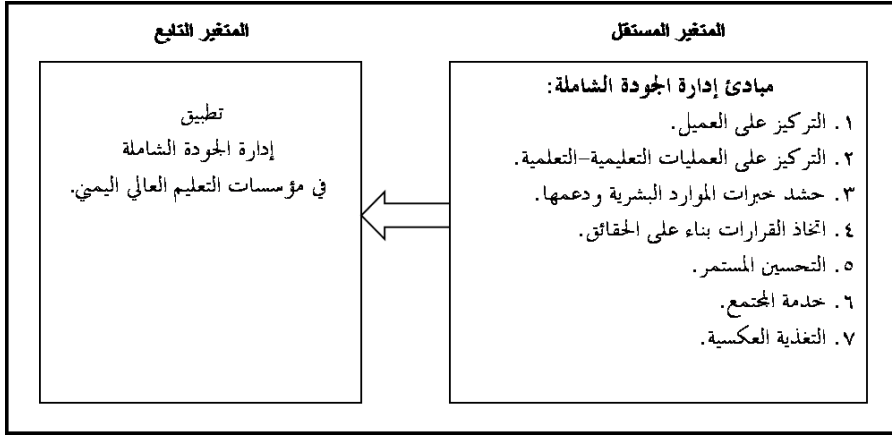 المتغير المستقل
المتغير التابع
مبادئ إدارة الجودة الشاملة:
١. التركيز على العميل.
٢. التركيز على العمليات التعليمية–التعلمية.
٣. حشد خبرات الموارد البشرية ودعمها.
٤. اتخاذ القرارات بناء على الحقائق.
٥. التحسين المستمر.
٦. خدمة المجتمع.
٧. التغذية العكسية.
تطبيق
إدارة الجودة الشاملة
في مؤسسات التعليم العالي اليمني.